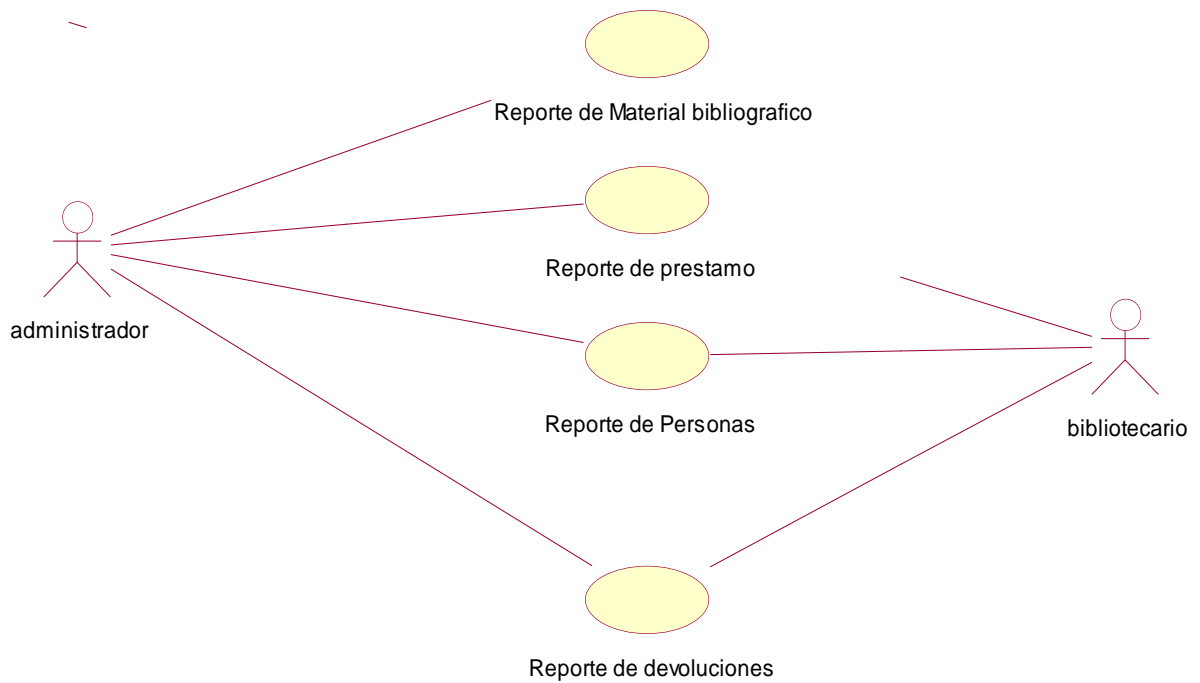 Reporte de Material bibliografico
Reporte de prestamo
administrador
Reporte de Personas
bibliotecario
Reporte de devoluciones